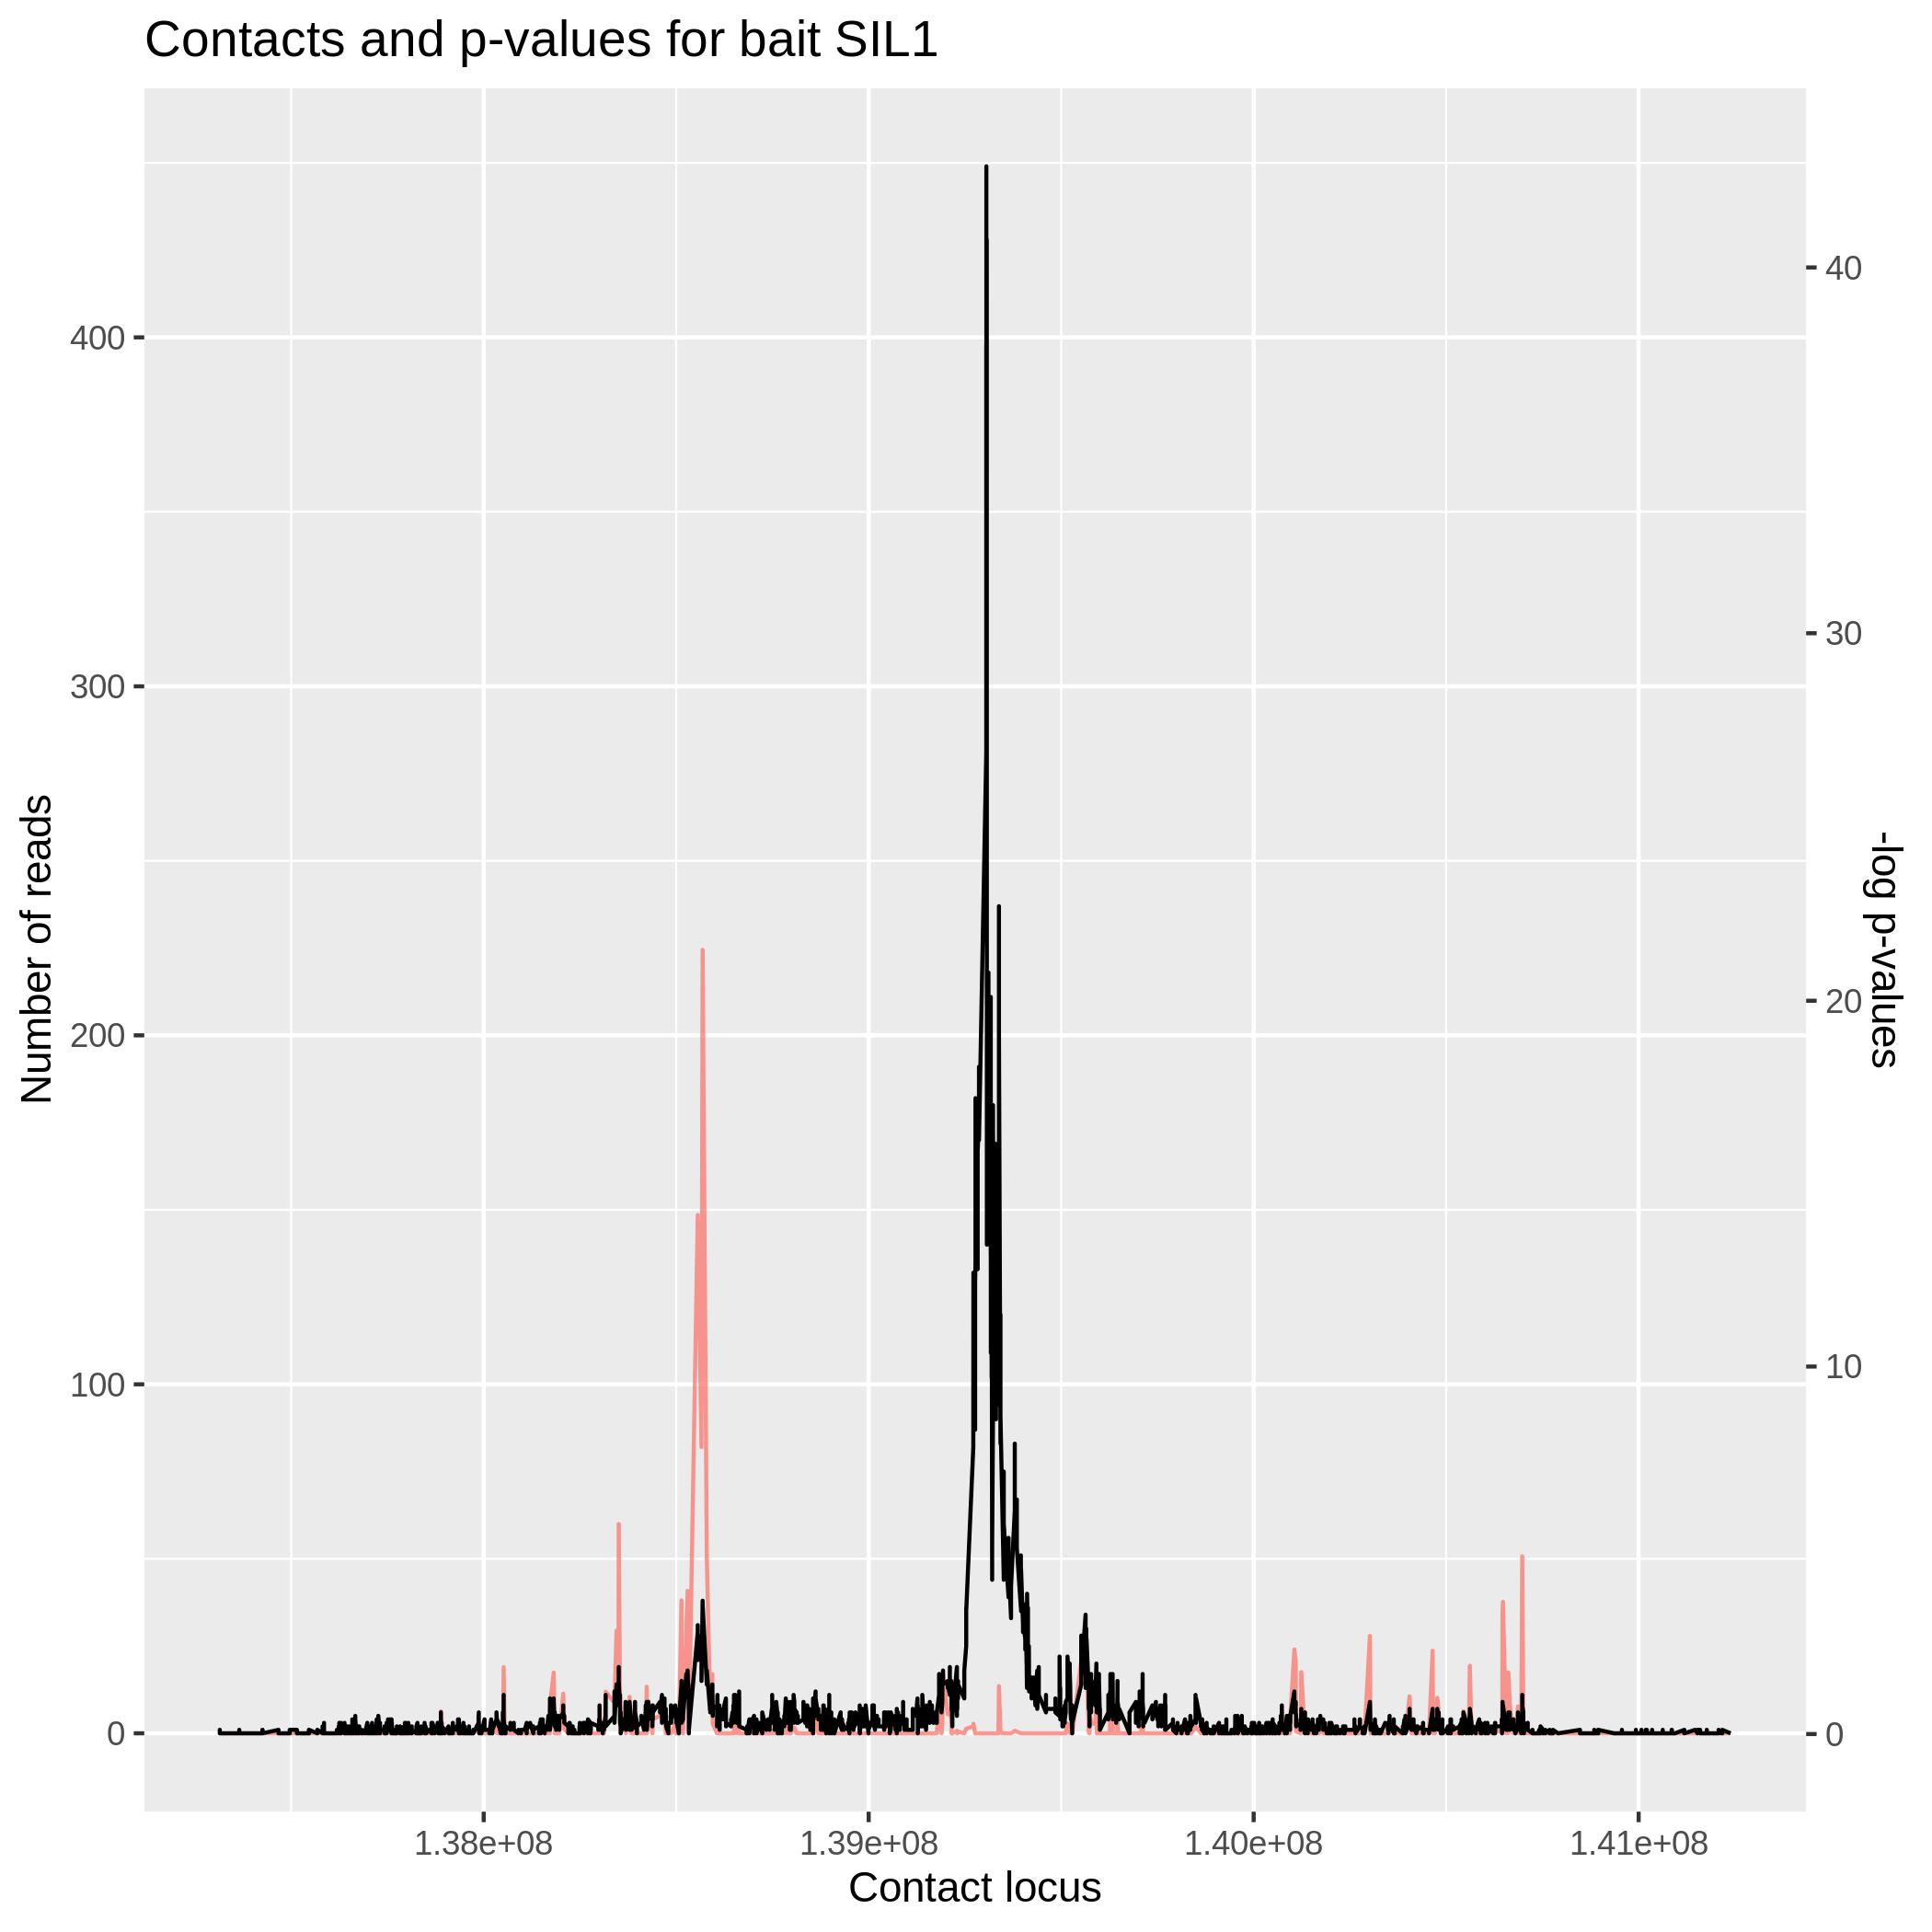 Contacts and p-values for bait SIL1
Number of reads
400
300
200
100
0
40
30
20
10
0
-log p-values
1.38e+08
1.39e+08
1.40e+08
1.41e+08
Contact locus